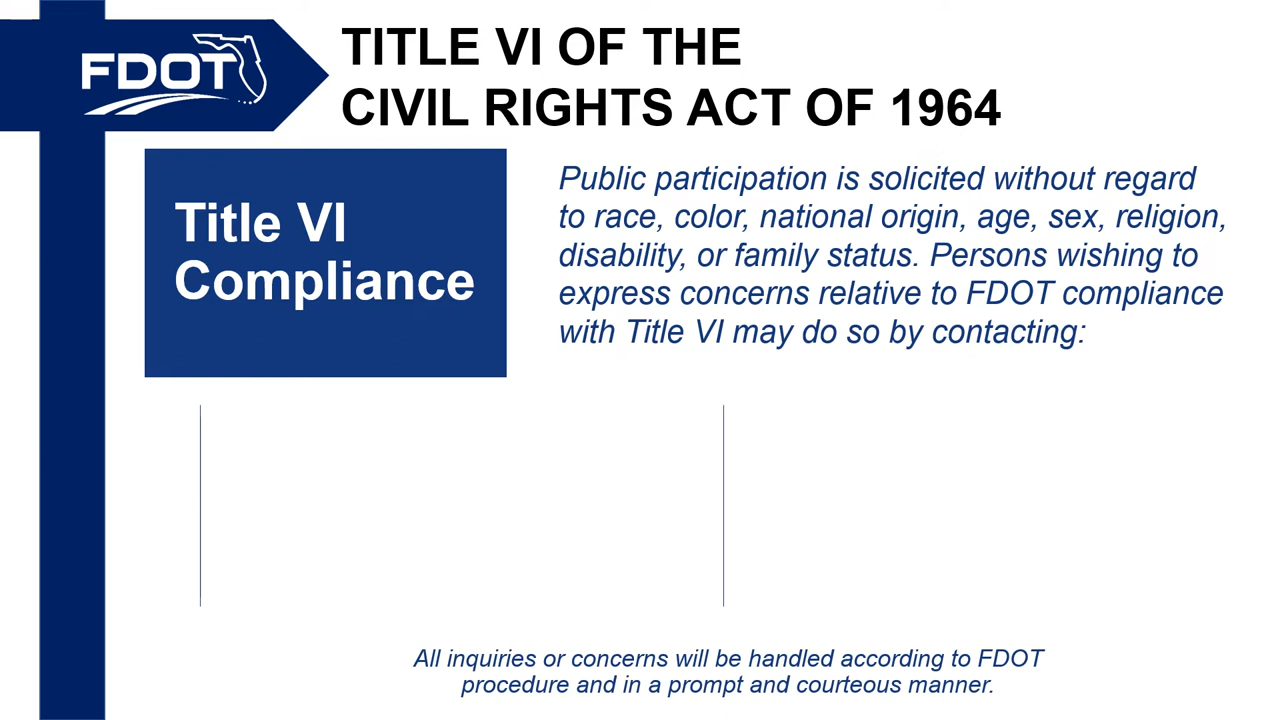 FDOT
TITLE VI OF THE
CIVIL RIGHTS ACT OF 1964
Title VI
Compliance
Public participation is solicited without regard
to race, color, national origin, age, sex, religion,
disability, or family status. Persons wishing to
express concerns relative to FDOT compliance
with Title VI may do so by contacting:
All inquiries or concerns will be handled according to FDOT
procedure and in a prompt and courteous manner.